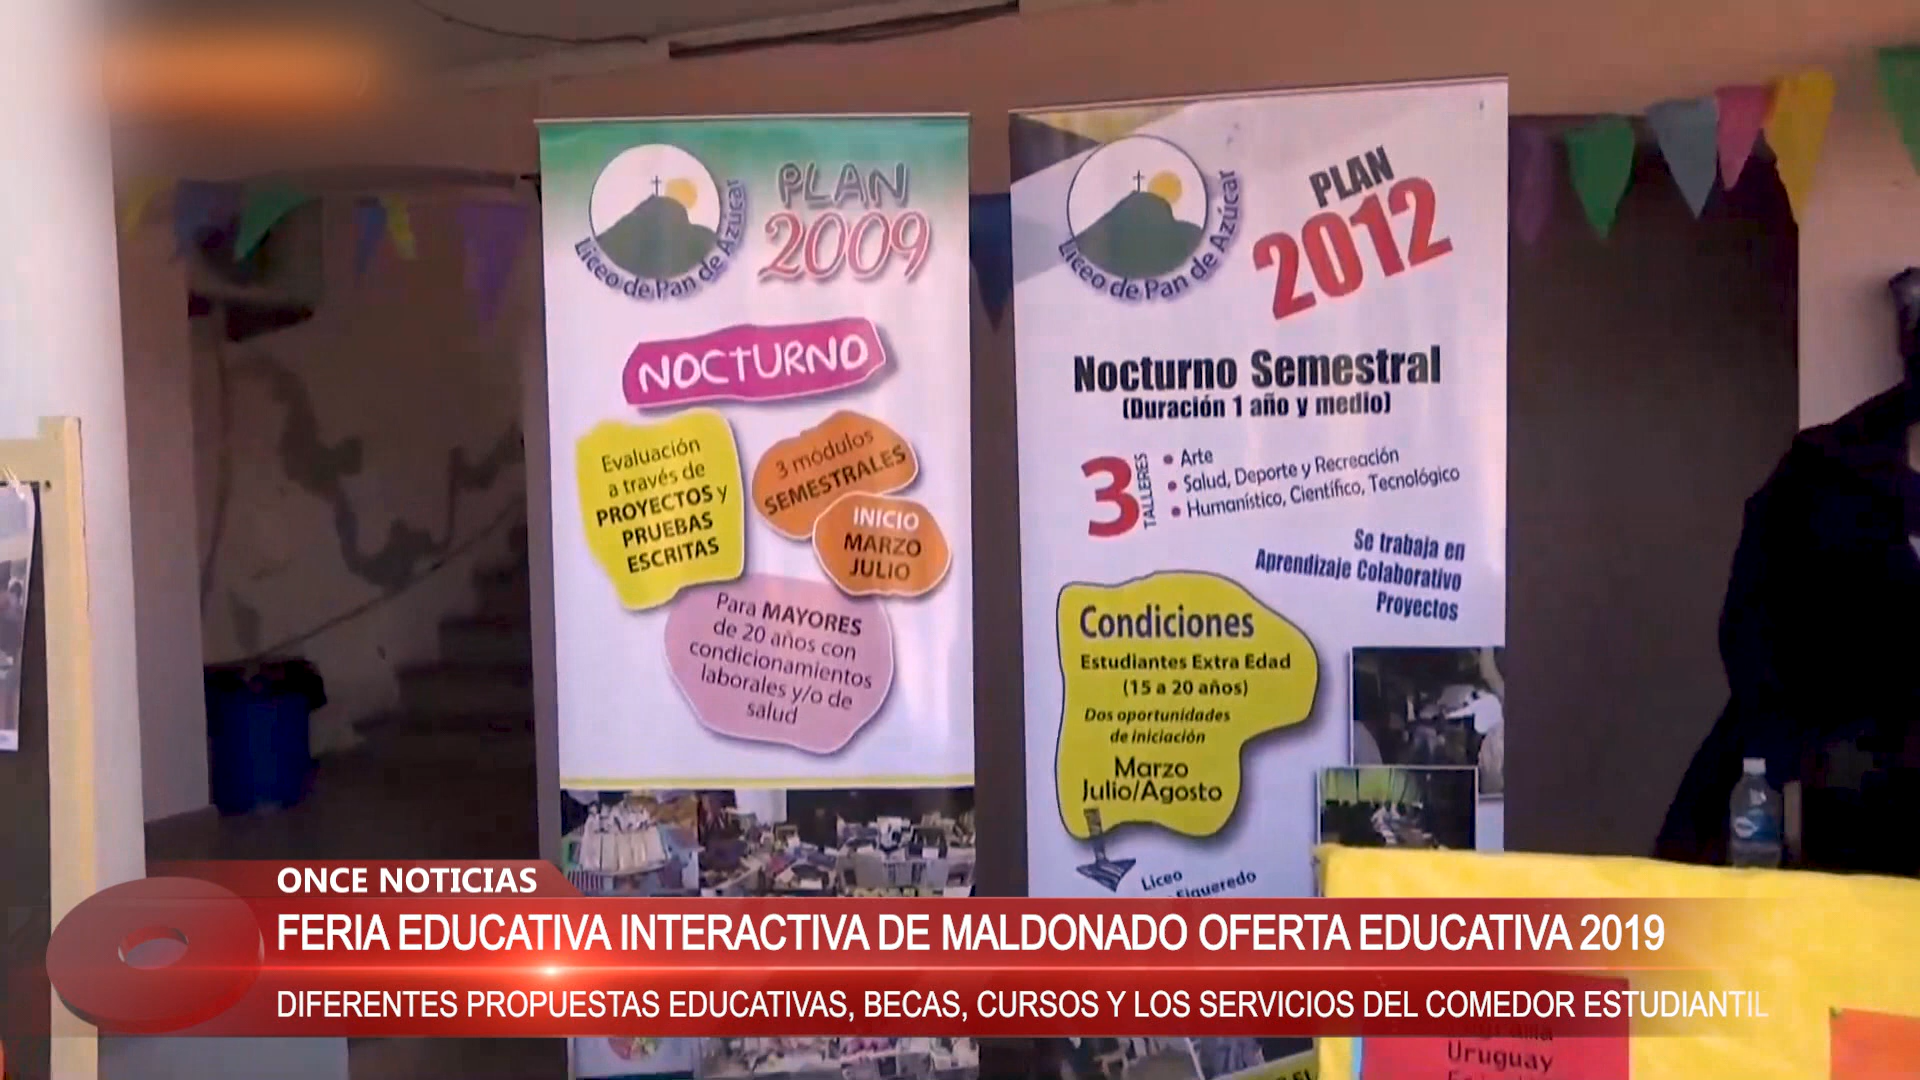 Liceo de Pan de Azúcar
PLAN
2009
NOCTURNO
Evaluación
a través de
PROYECTOS y
PRUEBAS
ESCRITAS
3 módulos
SEMESTRALES
INICIO
MARZO
JULIO
Para MAYORES
de 20 años con
condicionamientos
laborales y/o de
salud
Liceo de Pan de Azúcar
PLAN
2012
Nocturno Semestral
(Duración 1 año y medio)
3 TALLERES
• Arte
• Salud, Deporte y Recreación
• Humanístico, Científico, Tecnológico
Se trabaja en
Aprendizaje Colaborativo
Proyectos
Condiciones
Estudiantes Extra Edad
(15 a 20 años)
Dos oportunidades
de iniciación
Marzo
Julio/Agosto
Liceo
Figueredo
ONCE NOTICIAS
FERIA EDUCATIVA INTERACTIVA DE MALDONADO OFERTA EDUCATIVA 2019
DIFERENTES PROPUESTAS EDUCATIVAS, BECAS, CURSOS Y LOS SERVICIOS DEL COMEDOR ESTUDIANTIL
Uruguay